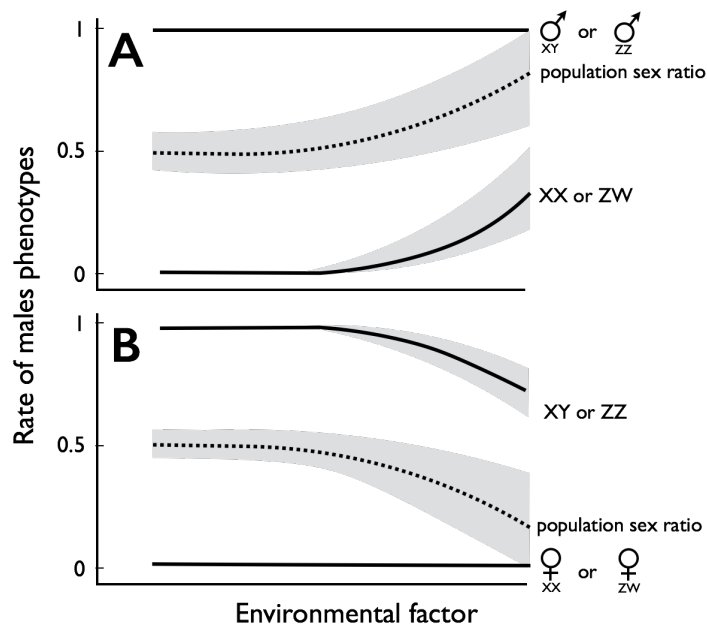 A
1
0.5
0
♂ or ♂
XY ZZ
population sex ratio
XX or ZW
B
1
0.5
0
XY or ZZ
population sex ratio
♀ or ♀
XX ZW
Rate of males phenotypes
Environmental factor